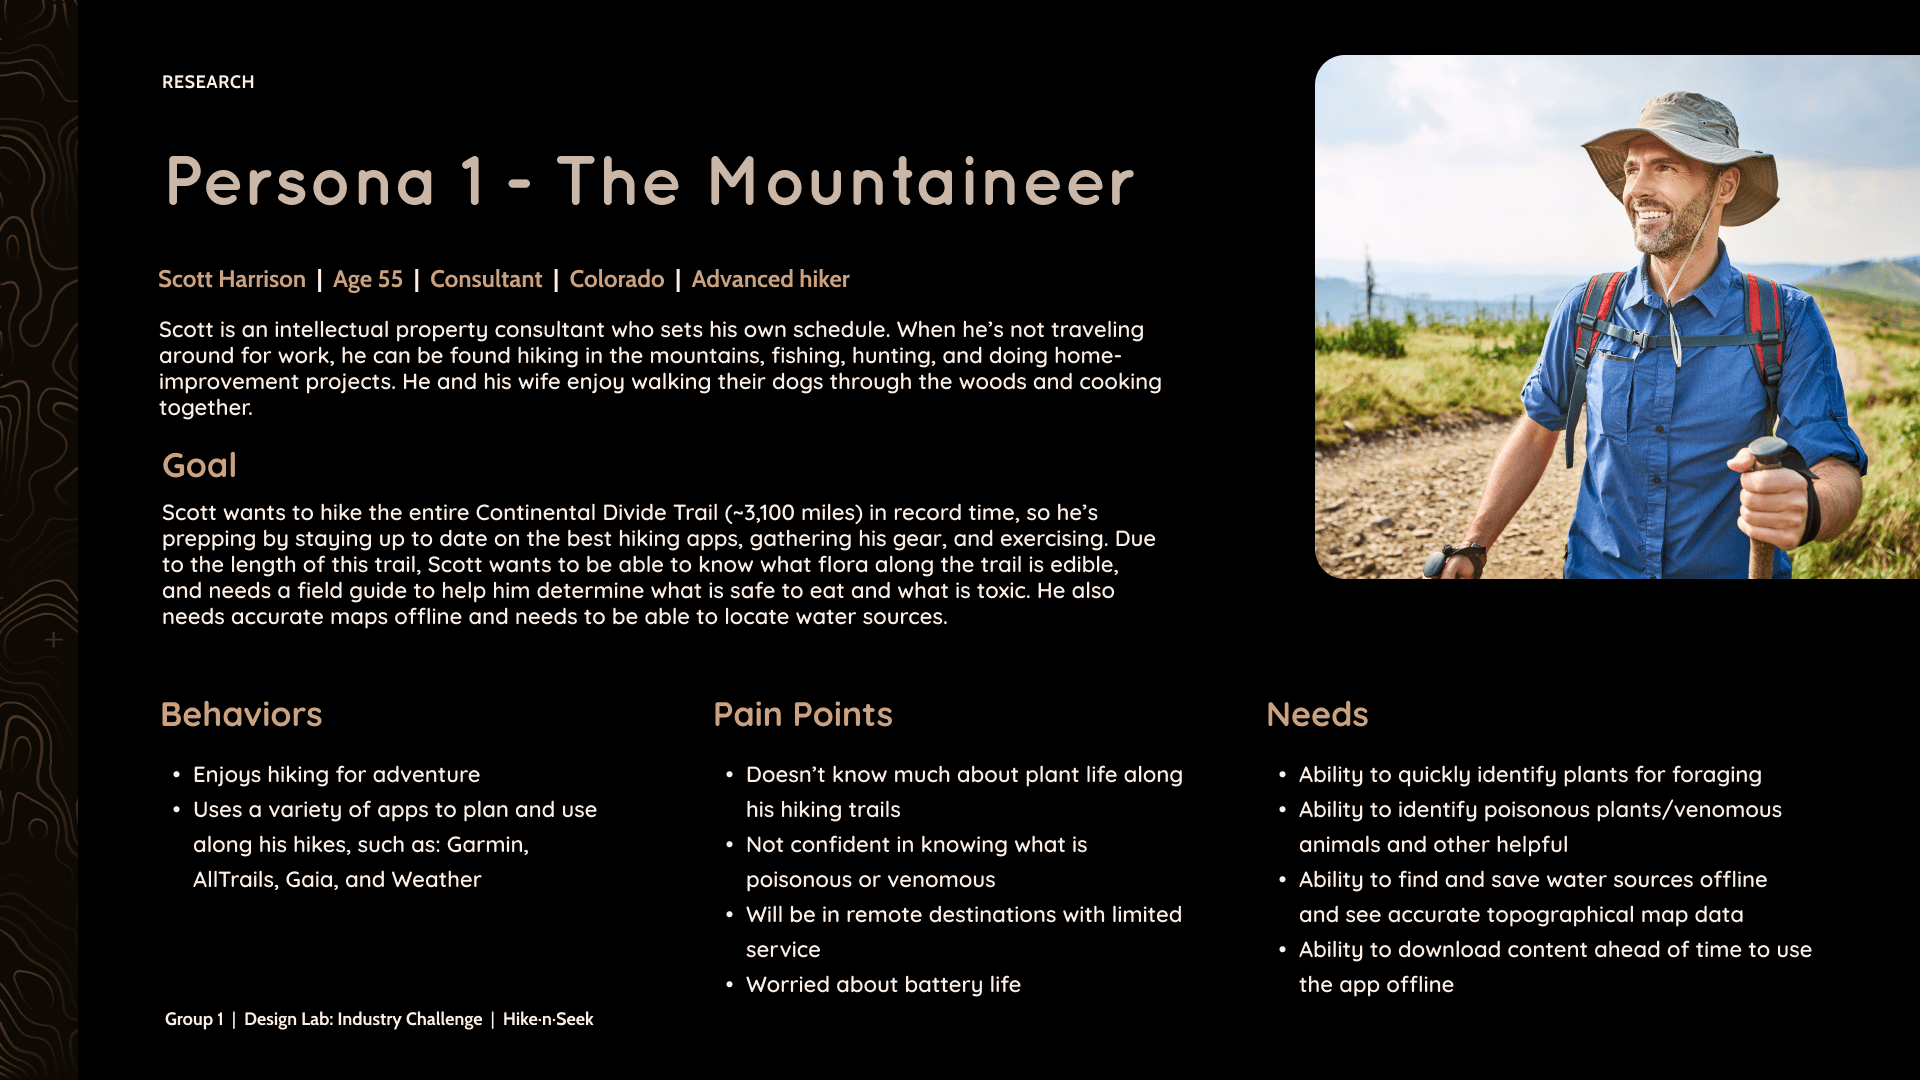 RESEARCH
Persona 1 - The Mountaineer
Scott Harrison | Age 55 | Consultant | Colorado | Advanced hiker
Scott is an intellectual property consultant who sets his own schedule. When he’s not traveling
around for work, he can be found hiking in the mountains, fishing, hunting, and doing home-
improvement projects. He and his wife enjoy walking their dogs through the woods and cooking
together.
Goal
Scott wants to hike the entire Continental Divide Trail (~3,100 miles) in record time, so he’s
prepping by staying up to date on the best hiking apps, gathering his gear, and exercising. Due
to the length of this trail, Scott wants to be able to know what flora along the trail is edible,
and needs a field guide to help him determine what is safe to eat and what is toxic. He also
needs accurate maps offline and needs to be able to locate water sources.
Behaviors
• Enjoys hiking for adventure
• Uses a variety of apps to plan and use
along his hikes, such as: Garmin,
AllTrails, Gaia, and Weather
Pain Points
• Doesn’t know much about plant life along
his hiking trails
• Not confident in knowing what is
poisonous or venomous
• Will be in remote destinations with limited
service
• Worried about battery life
Needs
• Ability to quickly identify plants for foraging
• Ability to identify poisonous plants/venomous
animals and other helpful
• Ability to find and save water sources offline
and see accurate topographical map data
• Ability to download content ahead of time to use
the app offline
Group 1 | Design Lab: Industry Challenge | Hike·n·Seek